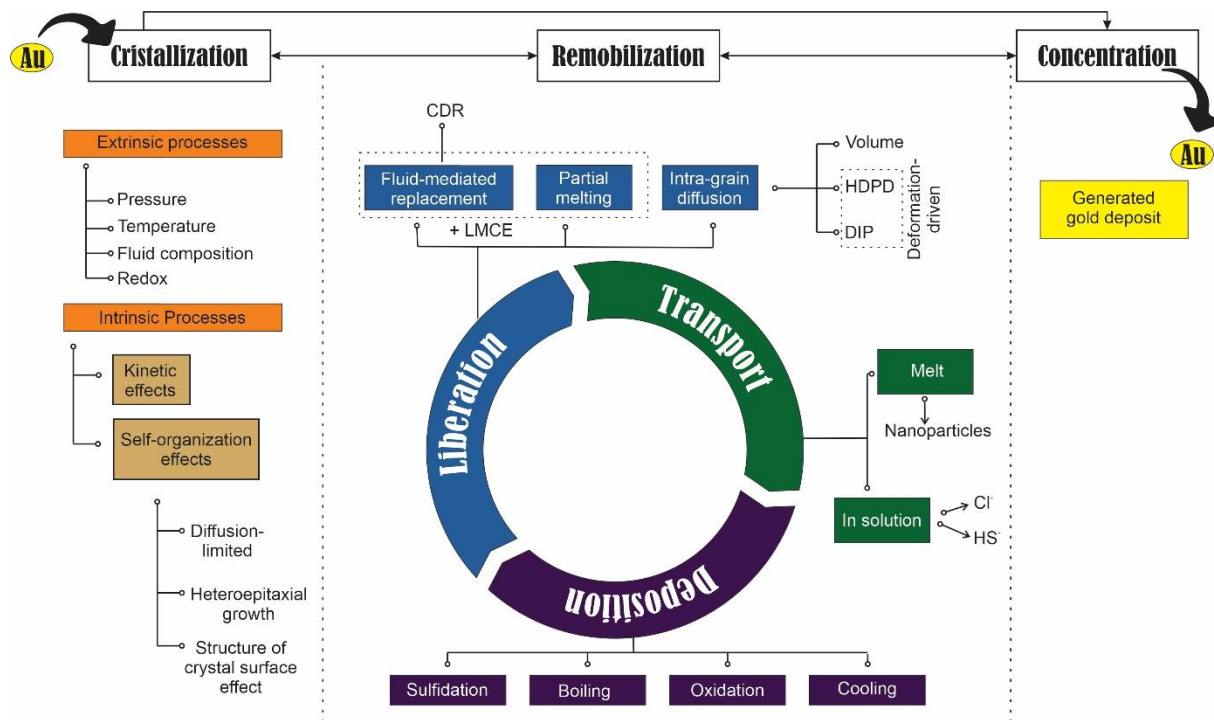 Au
Cristallization
Remobilization
Concentration
Au
Extrinsic processes
Pressure
Temperature
Fluid composition
Redox
Intrinsic Processes
Kinetic
effects
Self-organization
effects
Diffusion-
limited
Heteroepitaxial
growth
Structure of
crystal surface
effect
CDR
Fluid-mediated
replacement
Partial
melting
Intra-grain
diffusion
+ LMCE
Volume
HDPD
DIP
Deformation-
driven
Liberation
Transport
Deposition
Melt
Nanoparticles
In solution
Cl⁻
HS⁻
Sulfidation
Boiling
Oxidation
Cooling
Generated
gold deposit